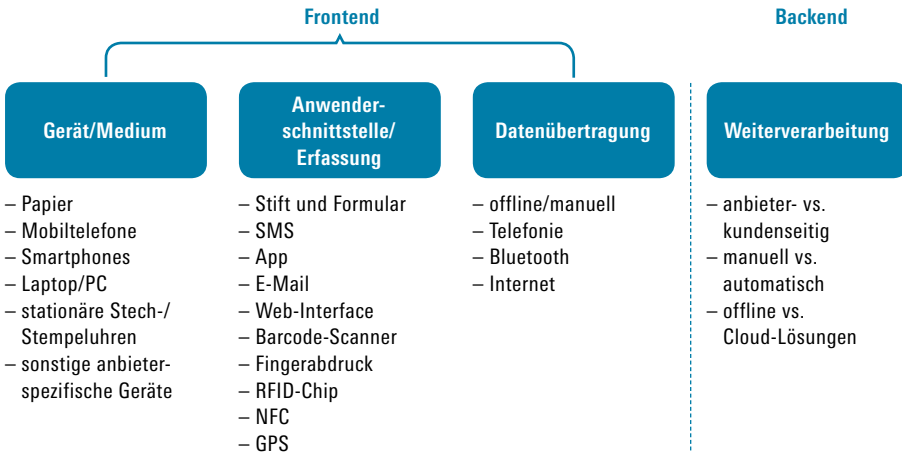 Frontend
Backend
Gerät/Medium
Anwender-
schnittstelle/
Erfassung
Datenübertragung
Weiterverarbeitung
– Papier
– Mobiltelefone
– Smartphones
– Laptop/PC
– stationäre Stech-/
Stempeluhren
– sonstige anbieter-
spezifische Geräte
– Stift und Formular
– SMS
– App
– E-Mail
– Web-Interface
– Barcode-Scanner
– Fingerabdruck
– RFID-Chip
– NFC
– GPS
– offline/manuell
– Telefonie
– Bluetooth
– Internet
– anbieter- vs.
kundenseitig
– manuell vs.
automatisch
– offline vs.
Cloud-Lösungen